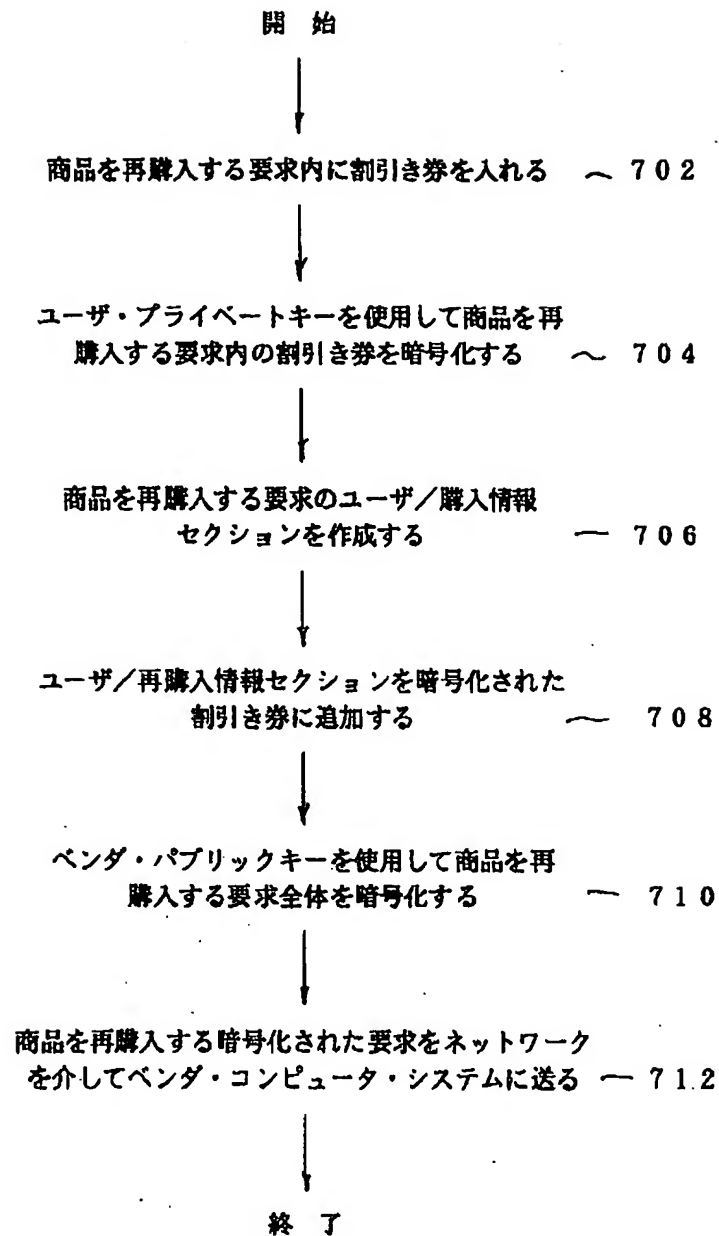 開 始
商品を再購入する要求内に割引き券を入れる 〜 702
ユーザ・プライベートキーを使用して商品を再
購入する要求内の割引き券を暗号化する 〜 704
商品を再購入する要求のユーザ／購入情報
セクションを作成する 〜 706
ユーザ／再購入情報セクションを暗号化された
割引き券に追加する 〜 708
ベンダ・パブリックキーを使用して商品を再
購入する要求全体を暗号化する 〜 710
商品を再購入する暗号化された要求をネットワーク
を介してベンダ・コンピュータ・システムに送る 〜 712
終 了